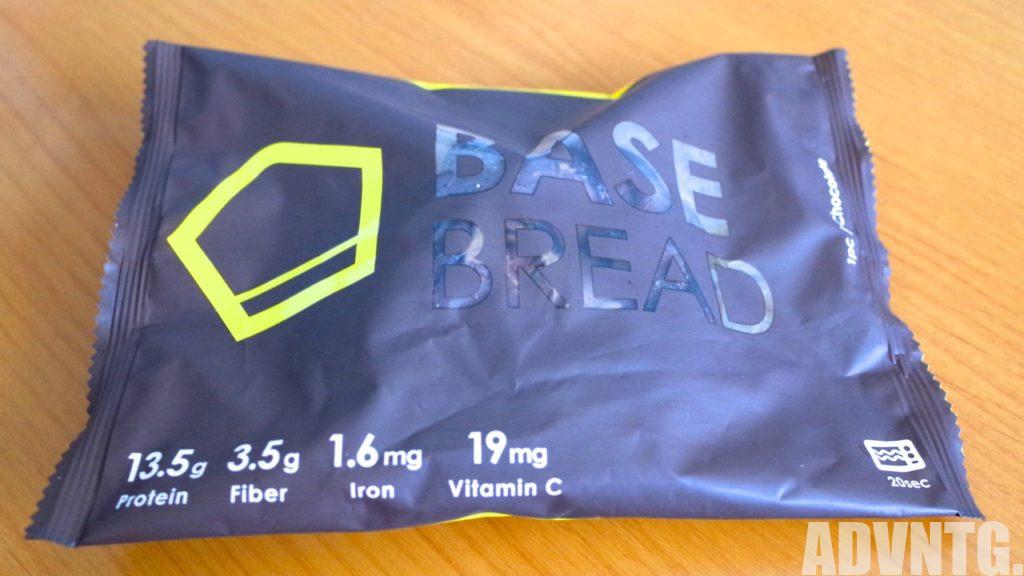 BASE
BREAD
1pc / Chocolate
13.5g 3.5g 1.6mg 19mg
Protein Fiber Iron Vitamin C
20sec
ADVNTG.